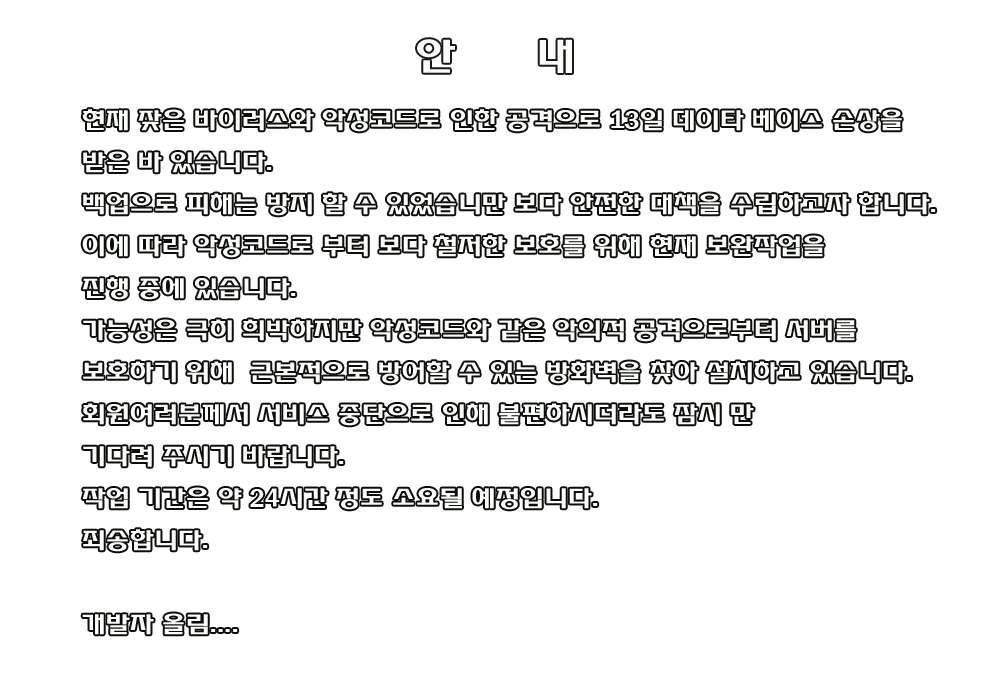 안 내
현재 잦은 바이러스와 악성코드로 인한 공격으로 13일 데이타 베이스 손상을
받은 바 있습니다.
백업으로 피해는 방지 할 수 있었습니만 보다 안전한 대책을 수립하고자 합니다.
이에 따라 악성코드로 부터 보다 철저한 보호를 위해 현재 보완작업을
진행 중에 있습니다.
가능성은 극히 희박하지만 악성코드와 같은 악의적 공격으로부터 서버를
보호하기 위해 근본적으로 방어할 수 있는 방화벽을 찾아 설치하고 있습니다.
회원여러분께서 서비스 중단으로 인해 불편하시더라도 잠시 만
기다려 주시기 바랍니다.
작업 기간은 약 24시간 정도 소요될 예정입니다.
죄송합니다.
개발자 올림....